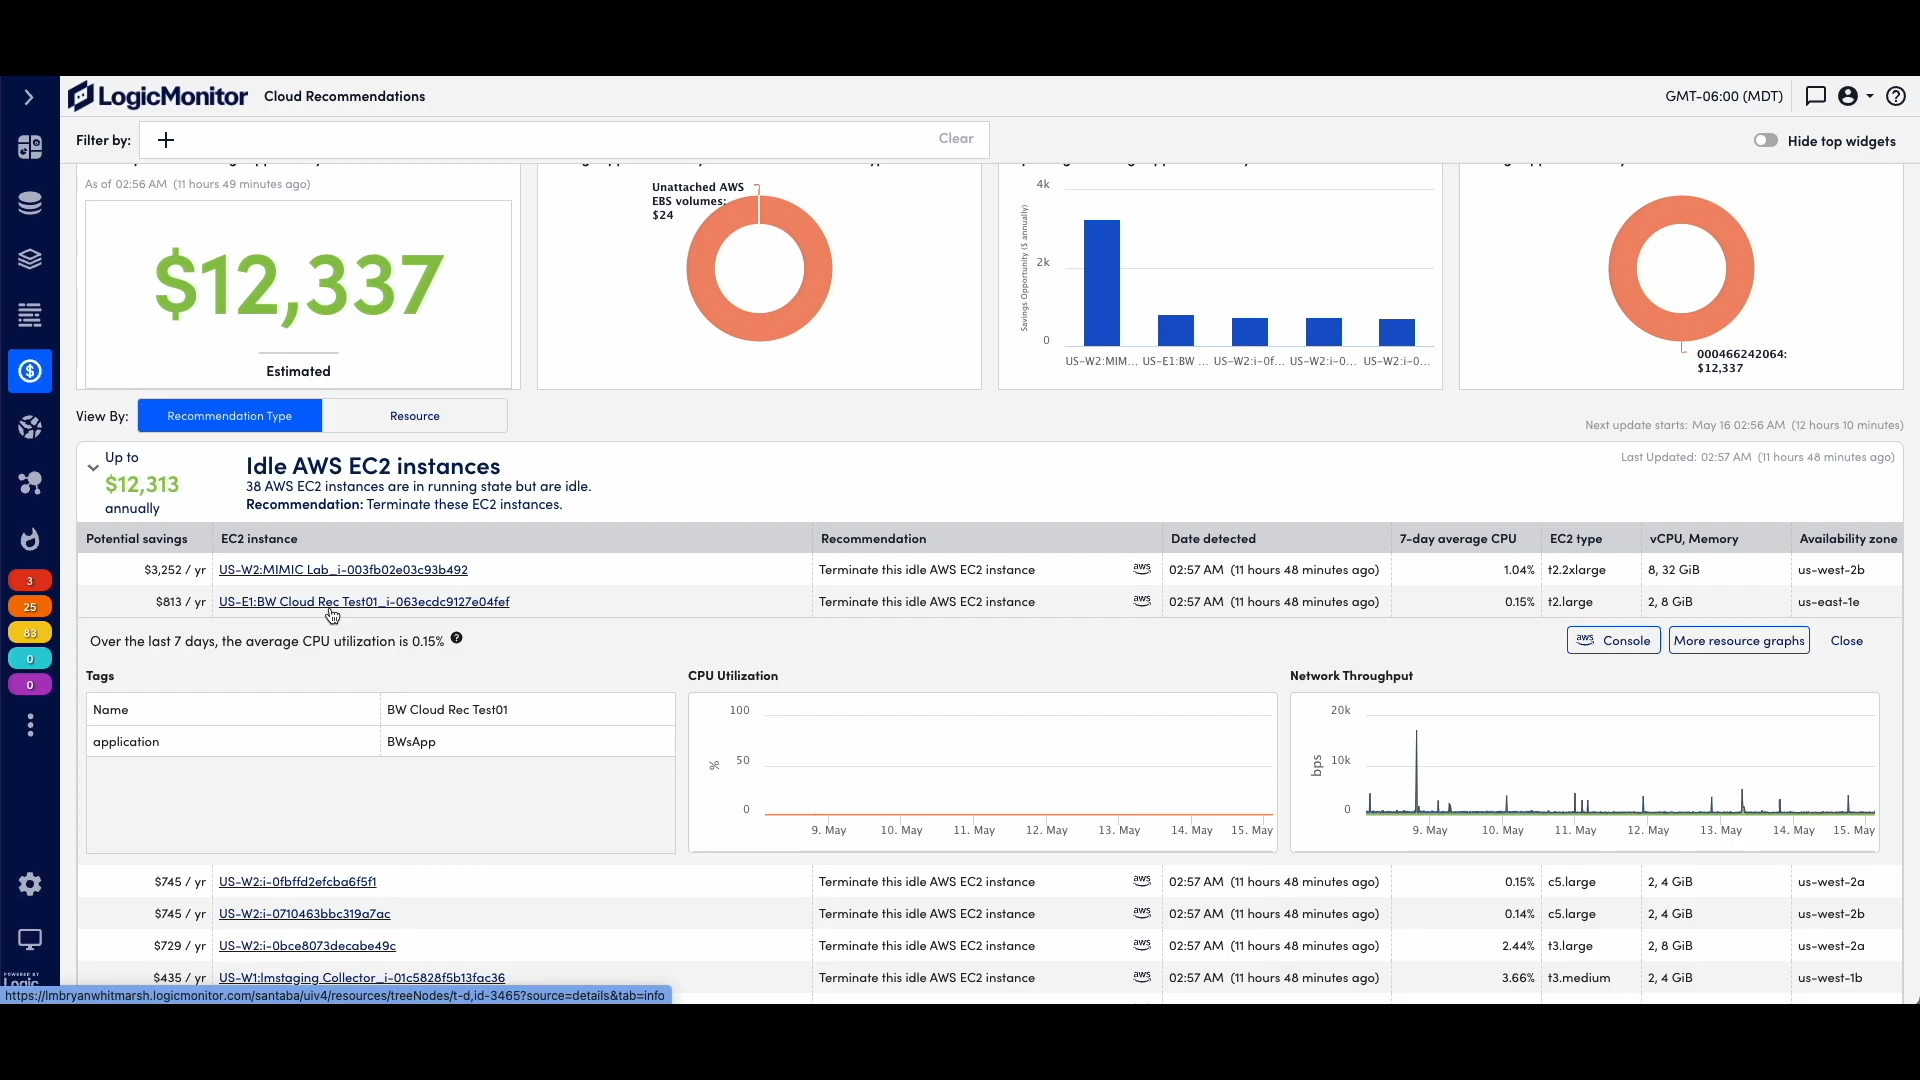 LogicMonitor Cloud Recommendations
GMT-06:00 (MDT)
Filter by:
Clear
Hide top widgets
As of 02:56 AM (11 hours 49 minutes ago)
$12,337
Estimated
Unattached AWS
EBS volumes:
$24
Savings Opportunity ($ annually)
4k
2k
0
US-W2:MIM... US-E1:BW ... US-W2:i-0f... US-W2:i-0... US-W2:i-0...
000466242064:
$12,337
View By:
Recommendation Type
Resource
Next update starts: May 16 02:56 AM (12 hours 10 minutes)
Up to
$12,313
annually
Idle AWS EC2 instances
38 AWS EC2 instances are in running state but are idle.
Recommendation: Terminate these EC2 instances.
Last Updated: 02:57 AM (11 hours 48 minutes ago)
Potential savings EC2 instance Recommendation Date detected 7-day average CPU EC2 type vCPU, Memory Availability zone
$3,252 / yr US-W2:MIMIC Lab_i-003fb02e03c93b492 Terminate this idle AWS EC2 instance aws 02:57 AM (11 hours 48 minutes ago) 1.04% t2.2xlarge 8, 32 GiB us-west-2b
$813 / yr US-E1:BW Cloud Rec Test01_i-063ecdc9127e04fef Terminate this idle AWS EC2 instance aws 02:57 AM (11 hours 48 minutes ago) 0.15% t2.large 2, 8 GiB us-east-1e
Over the last 7 days, the average CPU utilization is 0.15%
aws Console
More resource graphs
Close
Tags
Name BW Cloud Rec Test01
application BWsApp
CPU Utilization
100
50
0
%
9. May 10. May 11. May 12. May 13. May 14. May 15. May
Network Throughput
20k
10k
0
bps
9. May 10. May 11. May 12. May 13. May 14. May 15. May
$745 / yr US-W2:i-0fbffd2efcba6f5f1 Terminate this idle AWS EC2 instance aws 02:57 AM (11 hours 48 minutes ago) 0.15% c5.large 2, 4 GiB us-west-2a
$745 / yr US-W2:i-0710463bbc319a7ac Terminate this idle AWS EC2 instance aws 02:57 AM (11 hours 48 minutes ago) 0.14% c5.large 2, 4 GiB us-west-2b
$729 / yr US-W2:i-0bce8073decabe49c Terminate this idle AWS EC2 instance aws 02:57 AM (11 hours 48 minutes ago) 2.44% t3.large 2, 8 GiB us-west-2a
$435 / yr US-W1:lmstaging Collector_i-01c5828f5b13fac36 Terminate this idle AWS EC2 instance aws 02:57 AM (11 hours 48 minutes ago) 3.66% t3.medium 2, 4 GiB us-west-1b
https://lmbryanwhitmarsh.logicmonitor.com/santaba/uiv4/resources/treeNodes/t-d,id-3465?source=details&tab=info
3
25
83
0
0
POWERED BY